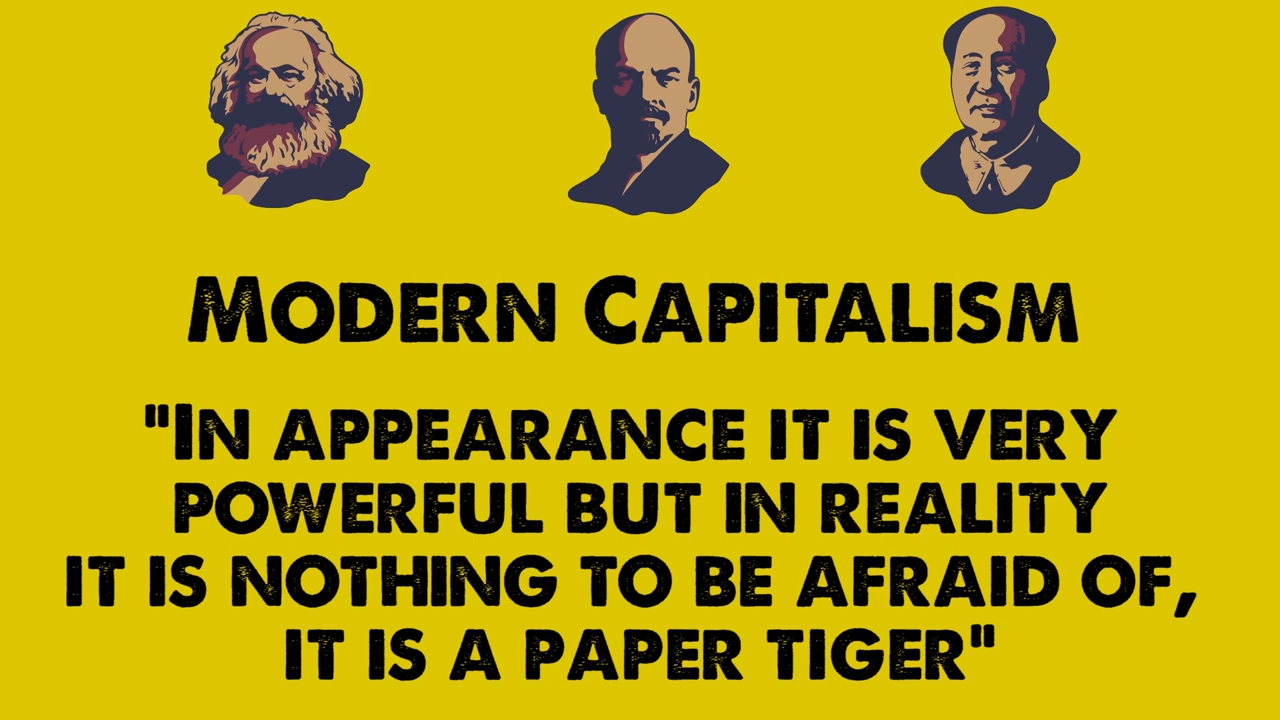 Modern Capitalism
"In appearance it is very
powerful but in reality
it is nothing to be afraid of,
it is a paper tiger"